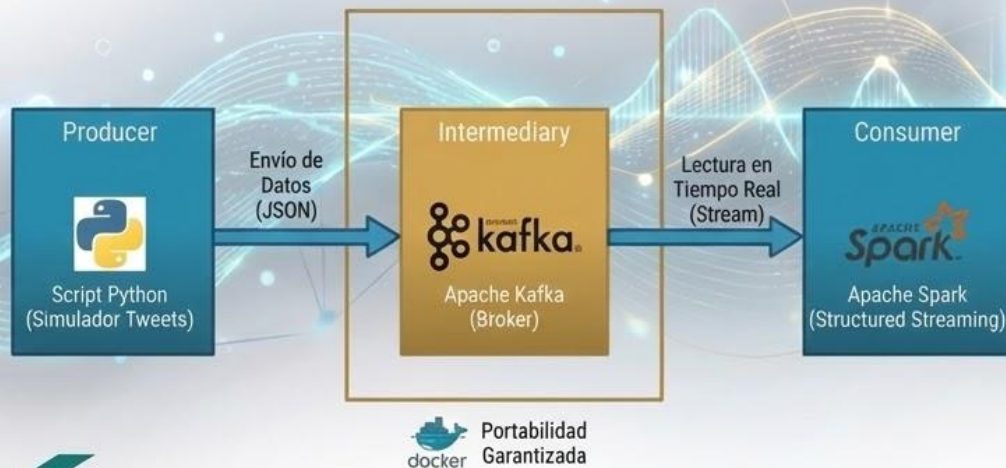 Producer
Script Python
(Simulador Tweets)
Envío de
Datos
(JSON)
Intermediary
kafka
Apache Kafka
(Broker)
Lectura en
Tiempo Real
(Stream)
Consumer
APACHE
Spark
Apache Spark
(Structured Streaming)
docker
Portabilidad
Garantizada